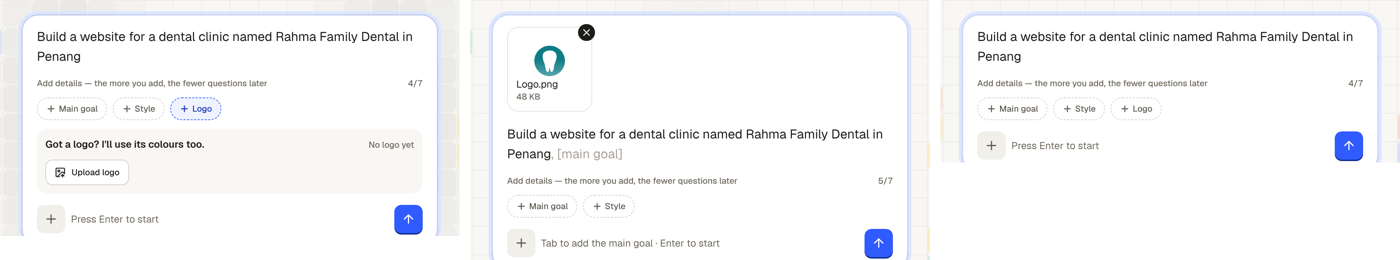 Build a website for a dental clinic named Rahma Family Dental in
Penang
Add details — the more you add, the fewer questions later
4/7
+ Main goal
+ Style
+ Logo
Got a logo? I'll use its colours too.
No logo yet
Upload logo
+
Press Enter to start
Logo.png
48 KB
Build a website for a dental clinic named Rahma Family Dental in
Penang, [main goal]
Add details — the more you add, the fewer questions later
5/7
+ Main goal
+ Style
+
Tab to add the main goal · Enter to start
Build a website for a dental clinic named Rahma Family Dental in
Penang
Add details — the more you add, the fewer questions later
4/7
+ Main goal
+ Style
+ Logo
+
Press Enter to start